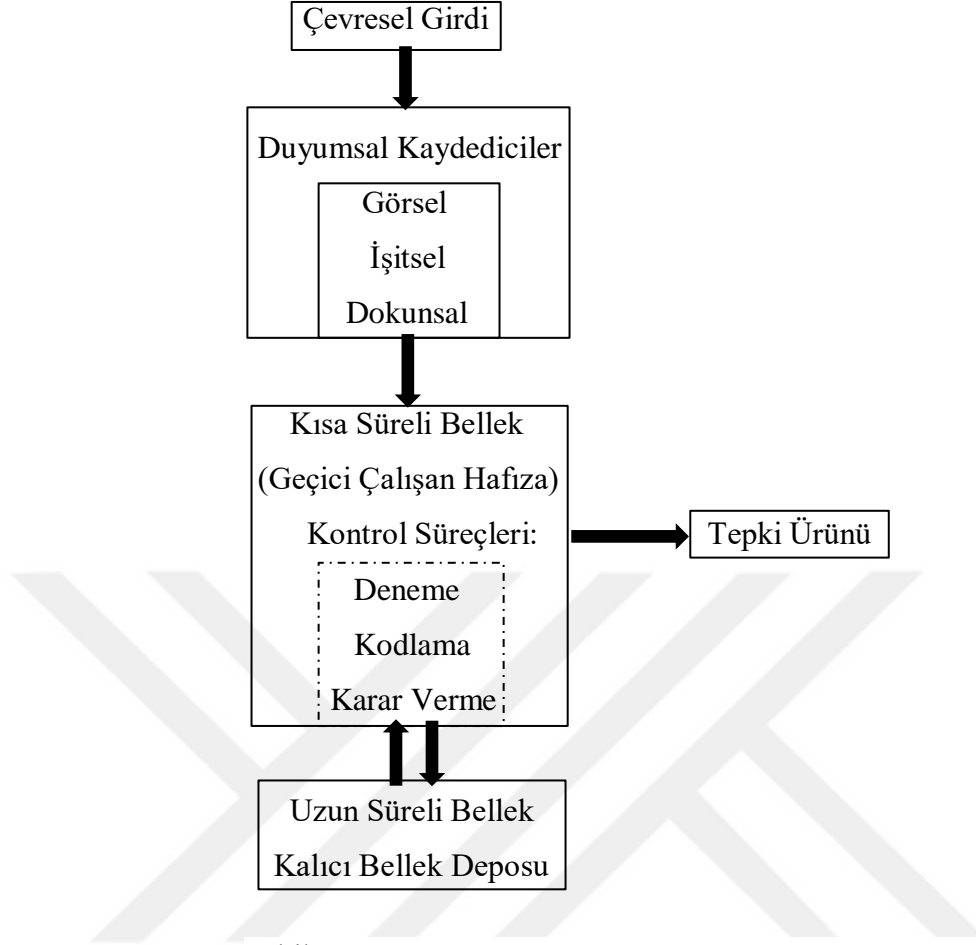 Çevresel Girdi
Duyumsal Kaydediciler
Görsel
İşitsel
Dokunsal
Kısa Süreli Bellek
(Geçici Çalışan Hafıza)
Kontrol Süreçleri:
Deneme
Kodlama
Karar Verme
Tepki Ürünü
Uzun Süreli Bellek
Kalıcı Bellek Deposu